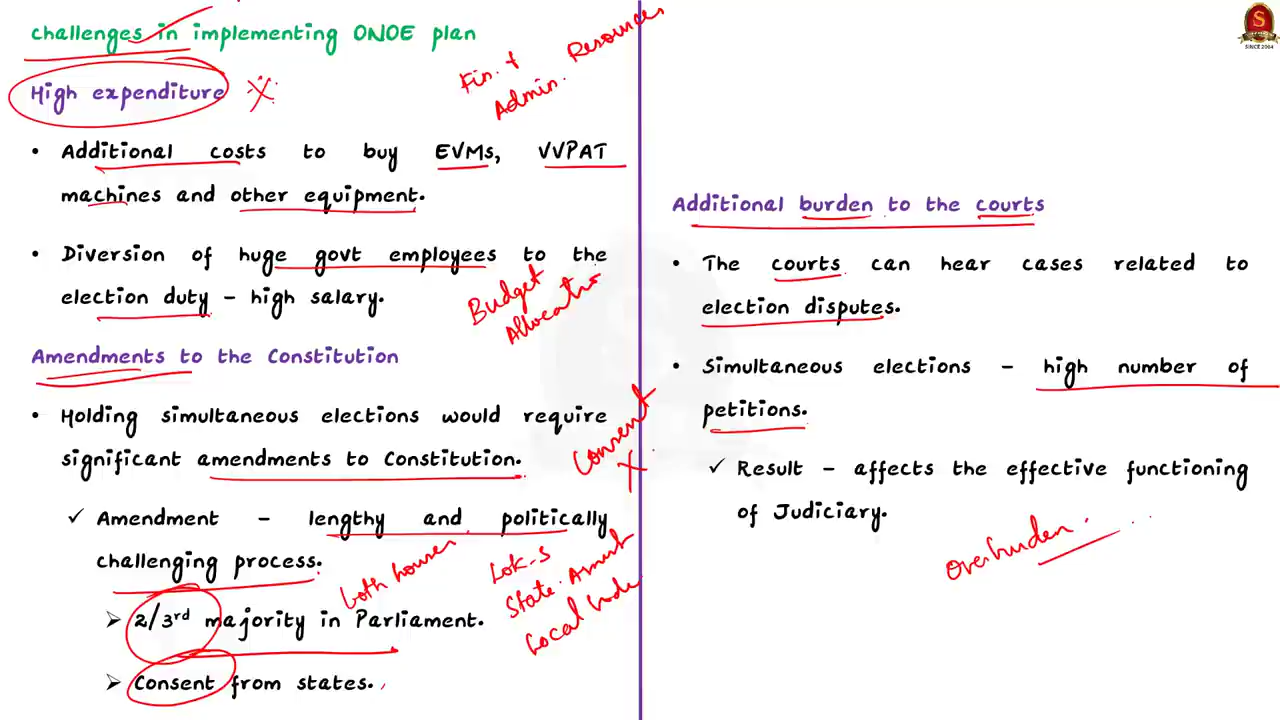 challenges in implementing ONOE plan
High expenditure
Fin. +
Admin. Resources
• Additional costs to buy EVMs, VVPAT
machines and other equipment.
• Diversion of huge govt employees to the
election duty – high salary.
Budget
Allocation
Amendments to the Constitution
• Holding simultaneous elections would require
significant amendments to Constitution.
Consent
X
✓ Amendment – lengthy and politically
challenging process.
both houses
Lok-S
State
Local
➢ 2/3rd majority in Parliament.
➢ Consent from states.
Additional burden to the courts
• The courts can hear cases related to
election disputes.
• Simultaneous elections – high number of
petitions.
✓ Result – affects the effective functioning
of Judiciary.
Overburden
S
SINCE 2004